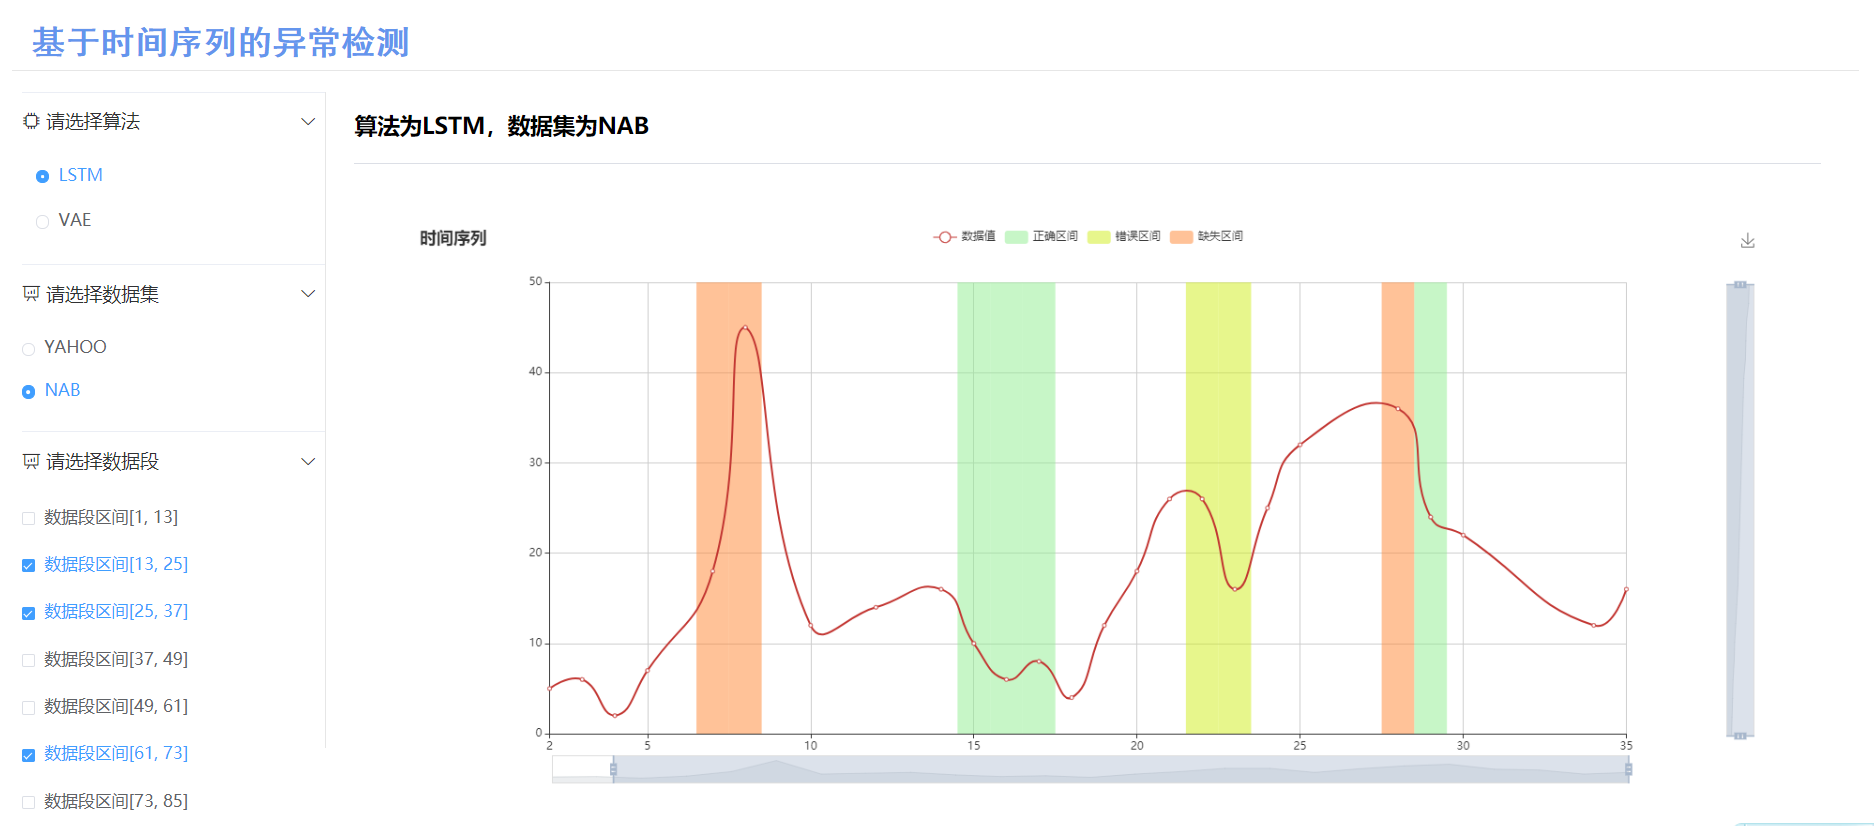 基于时间序列的异常检测
请选择算法
LSTM
VAE
请选择数据集
YAHOO
NAB
请选择数据段
数据段区间[1, 13]
数据段区间[13, 25]
数据段区间[25, 37]
数据段区间[37, 49]
数据段区间[49, 61]
数据段区间[61, 73]
数据段区间[73, 85]
算法为LSTM，数据集为NAB
时间序列
数据值 正确区间 错误区间 缺失区间
50
40
30
20
10
0
2 5 10 15 20 25 30 35